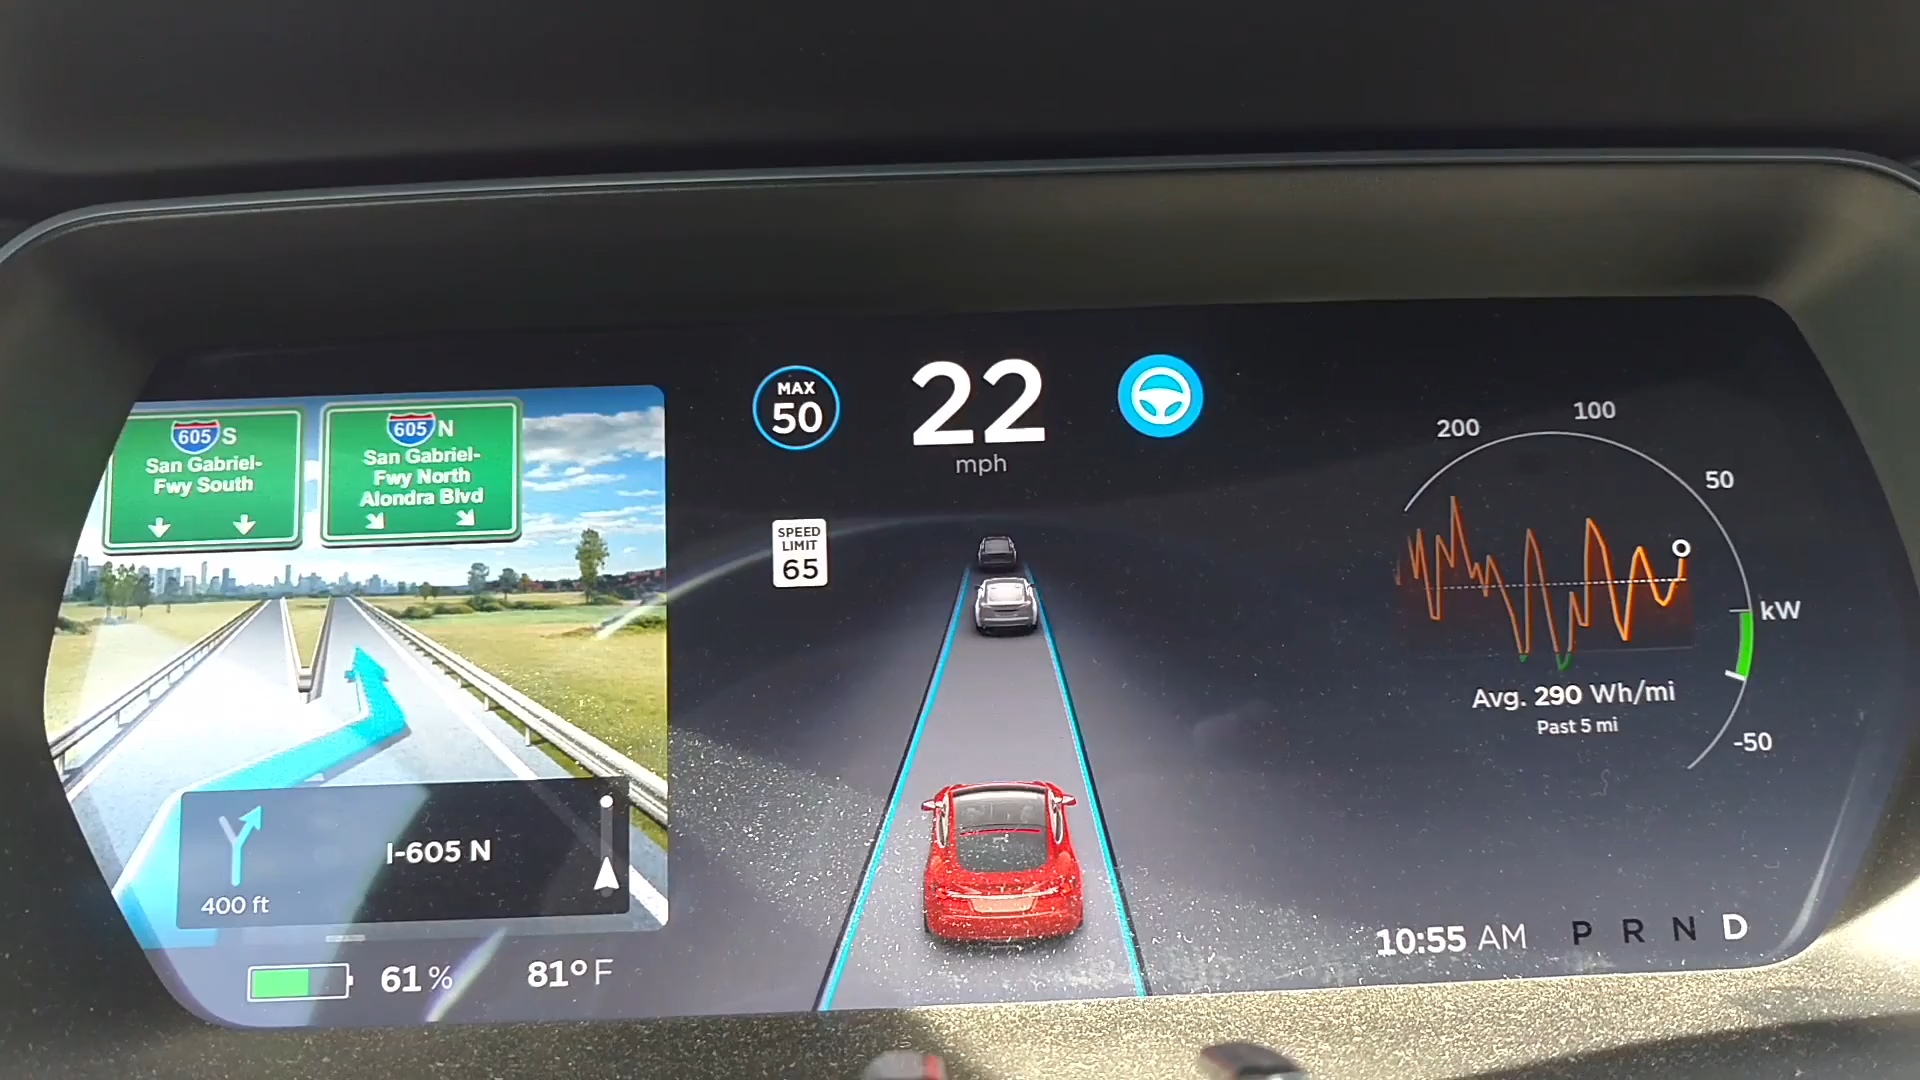 605 S
San Gabriel-
Fwy South
605 N
San Gabriel-
Fwy North
Alondra Blvd
400 ft
I-605 N
61 %
81°F
MAX
50
22
mph
SPEED
LIMIT
65
200
100
50
kW
-50
Avg. 290 Wh/mi
Past 5 mi
10:55 AM
P R N D